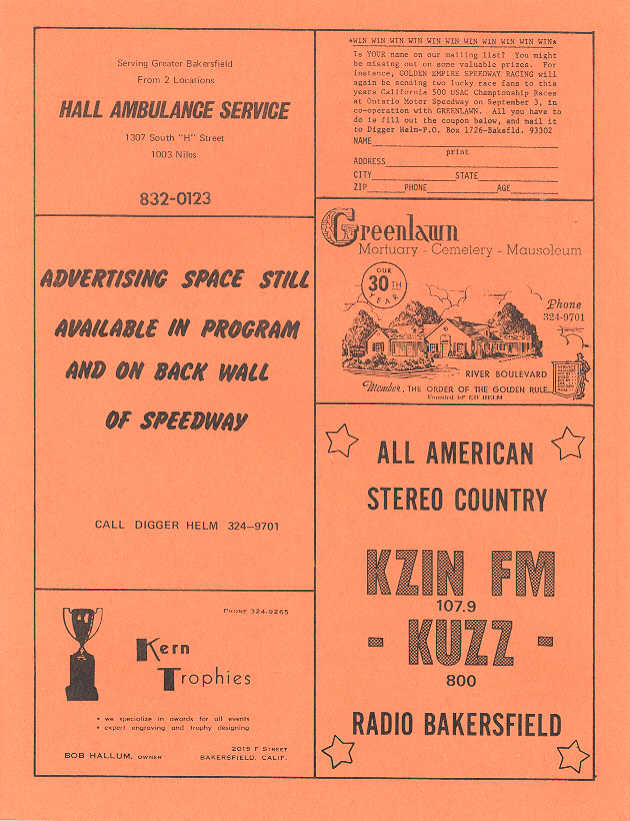 Serving Greater Bakersfield
From 2 Locations
HALL AMBULANCE SERVICE
1307 South "H" Street
1003 Niles
832-0123
ADVERTISING SPACE STILL
AVAILABLE IN PROGRAM
AND ON BACK WALL
OF SPEEDWAY
CALL DIGGER HELM 324-9701
PHONE 324-9265
Kern
Trophies
• we specialize in awards for all events
• expert engraving and trophy designing
BOB HALLUM, OWNER
2015 F STREET
BAKERSFIELD, CALIF.
*WIN WIN WIN WIN WIN WIN WIN WIN WIN WIN WIN*
Is YOUR name on our mailing list? You might
be missing out on some valuable prizes. For
instance, GOLDEN EMPIRE SPEEDWAY RACING will
again be sending two lucky race fans to this
years California 500 USAC Championship Races
at Ontario Motor Speedway on September 3, in
co-operation with GREENLAWN. All you have to
do is fill out the coupon below, and mail it
to Digger Helm-P.O. Box 1726-Baksfld. 93302
NAME
print
ADDRESS
CITY STATE
ZIP PHONE AGE
Greenlawn
Mortuary - Cemetery - Mausoleum
OUR
30TH
YEAR
Phone
324-9701
RIVER BOULEVARD
Member, THE ORDER OF THE GOLDEN RULE
Founded by ED HELM
ALL AMERICAN
STEREO COUNTRY
KZIN FM
107.9
- KUZZ -
800
RADIO BAKERSFIELD